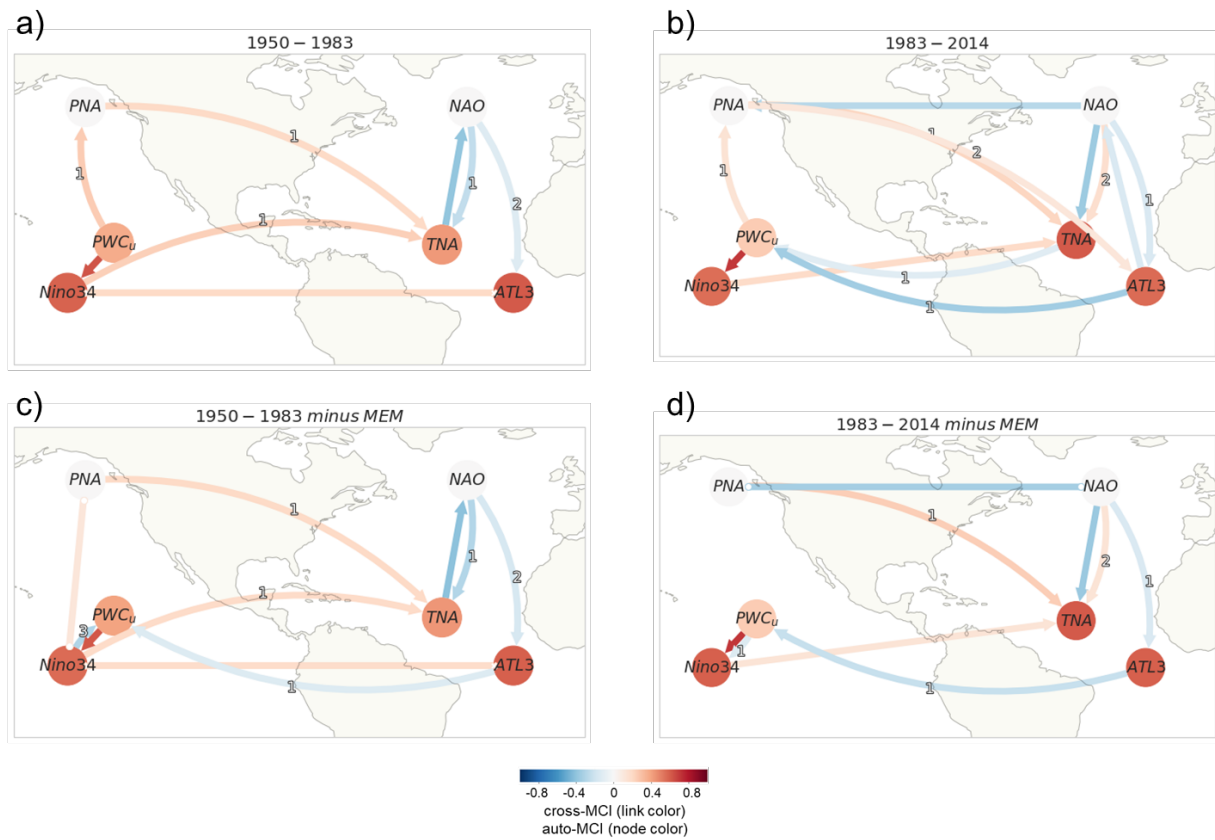 a)
1950 – 1983
PNA
NAO
1
1
2
1
1
PWCu
TNA
Nino34
ATL3
b)
1983 – 2014
PNA
NAO
1
2
1
2
1
PWCu
TNA
1
Nino34
ATL3
1
c)
1950 – 1983 minus MEM
PNA
NAO
1
1
2
1
PWCu
3
TNA
Nino34
ATL3
1
d)
1983 – 2014 minus MEM
PNA
NAO
1
2
1
PWCu
TNA
1
Nino34
ATL3
1
-0.8 -0.4 0 0.4 0.8
cross-MCI (link color)
auto-MCI (node color)